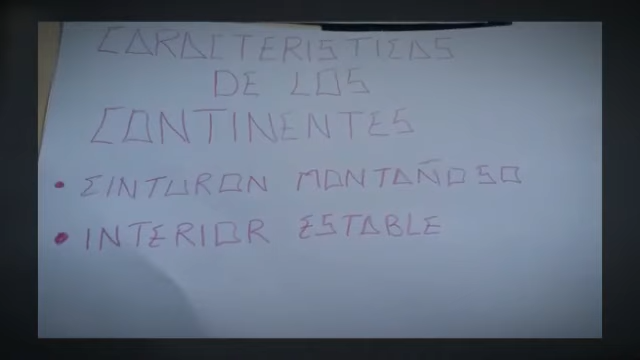 CARACTERISTICAS
DE LOS
CONTINENTES
• CINTURON MONTAÑOSO
• INTERIOR ESTABLE